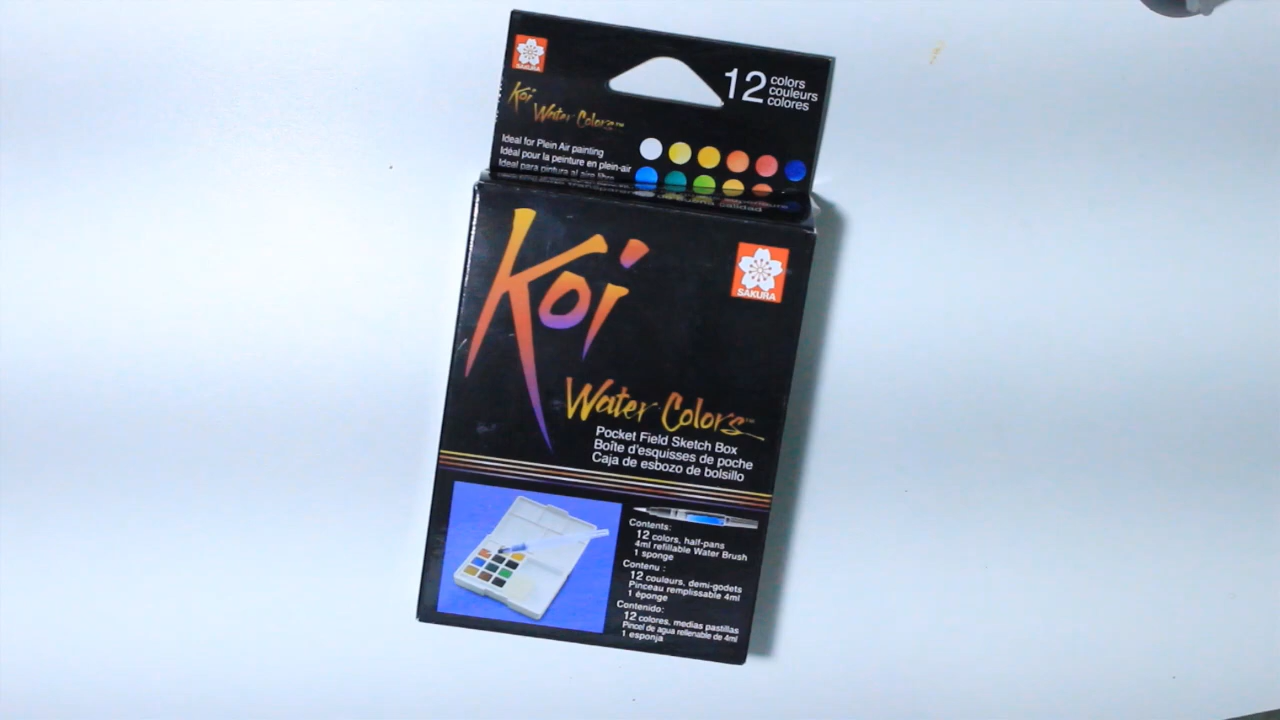 SAKURA
12 colors
couleurs
colores
Koi
Water Colors™
Ideal for Plein Air painting
Idéal pour la peinture en plein-air
Ideal para pintura al aire libre
Koi
SAKURA
Water Colors™
Pocket Field Sketch Box
Boîte d'esquisses de poche
Caja de esbozo de bolsillo
Contents:
12 colors, half-pans
4ml refillable Water Brush
1 sponge
Contenu :
12 couleurs, demi-godets
Pinceau remplissable 4ml
1 éponge
Contenido:
12 colores, medias pastillas
Pincel de agua rellenable de 4ml
1 esponja